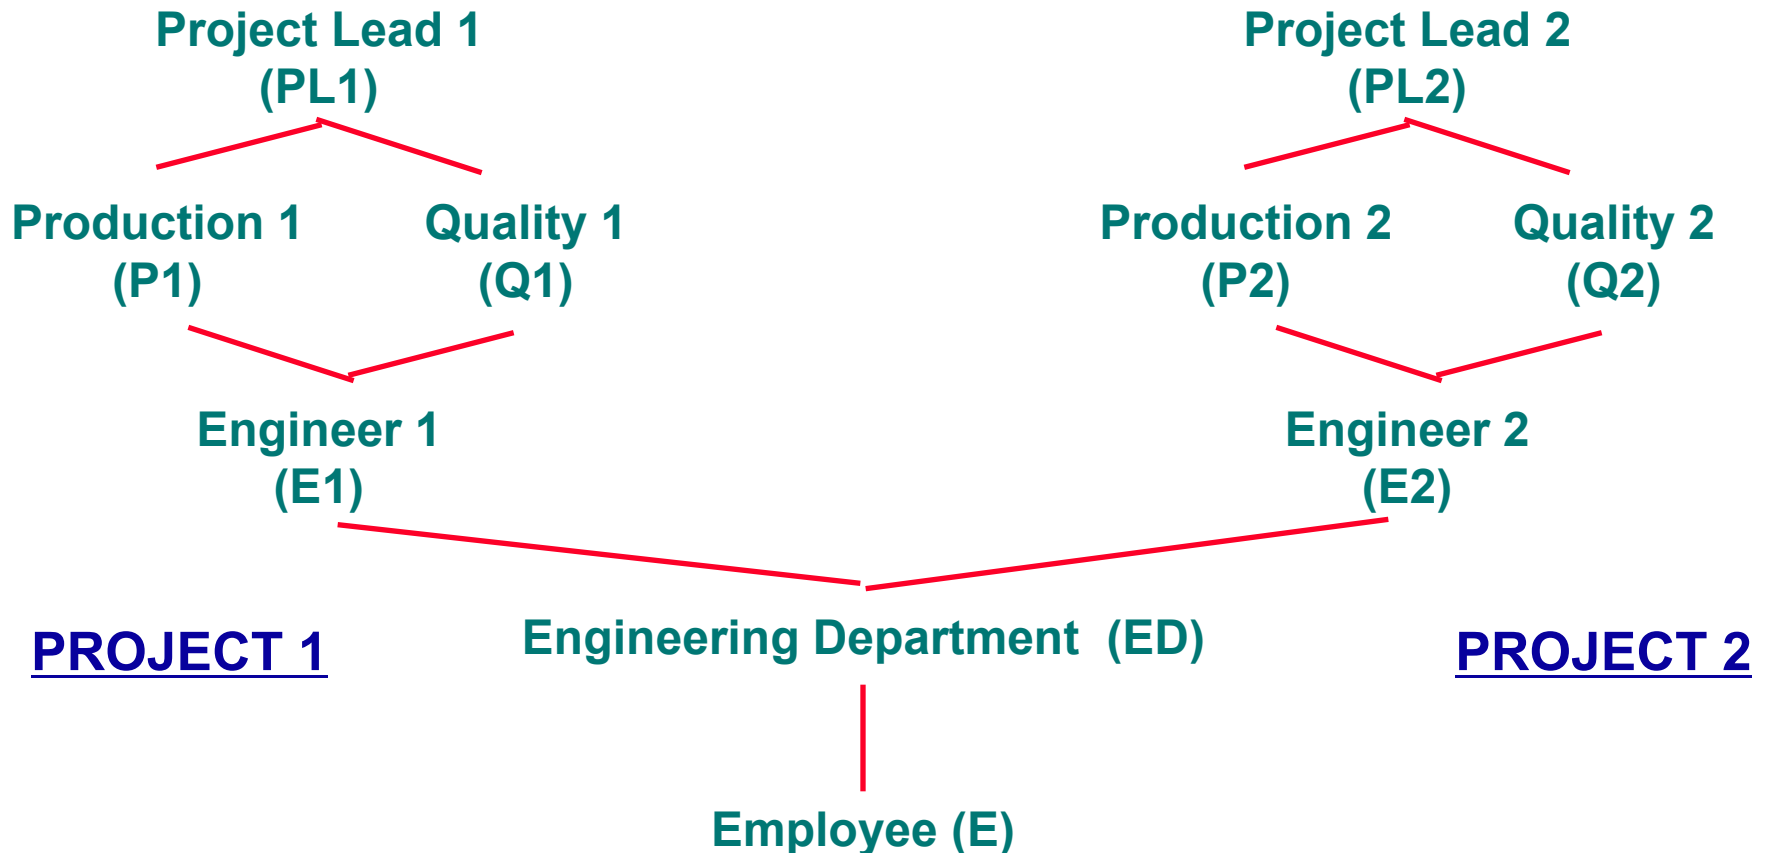 Project Lead 1
(PL1)
Project Lead 2
(PL2)
Production 1
(P1)
Quality 1
(Q1)
Production 2
(P2)
Quality 2
(Q2)
Engineer 1
(E1)
Engineer 2
(E2)
PROJECT 1
Engineering Department (ED)
PROJECT 2
Employee (E)